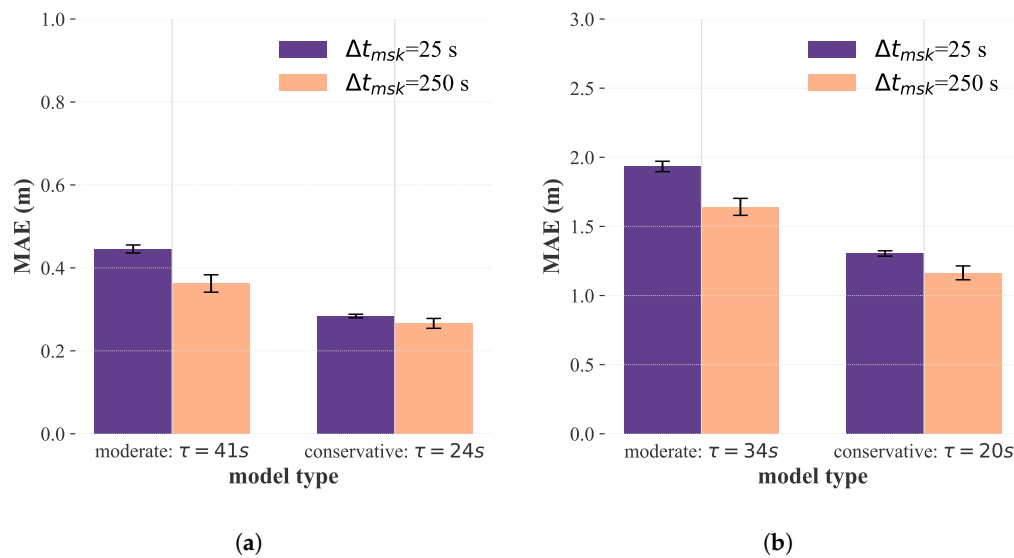 1.0
0.8
0.6
0.4
0.2
0.0
MAE (m)
Δt_msk=25 s
Δt_msk=250 s
moderate: τ = 41s
conservative: τ = 24s
model type
(a)
3.0
2.5
2.0
1.5
1.0
0.5
0.0
MAE (m)
Δt_msk=25 s
Δt_msk=250 s
moderate: τ = 34s
conservative: τ = 20s
model type
(b)